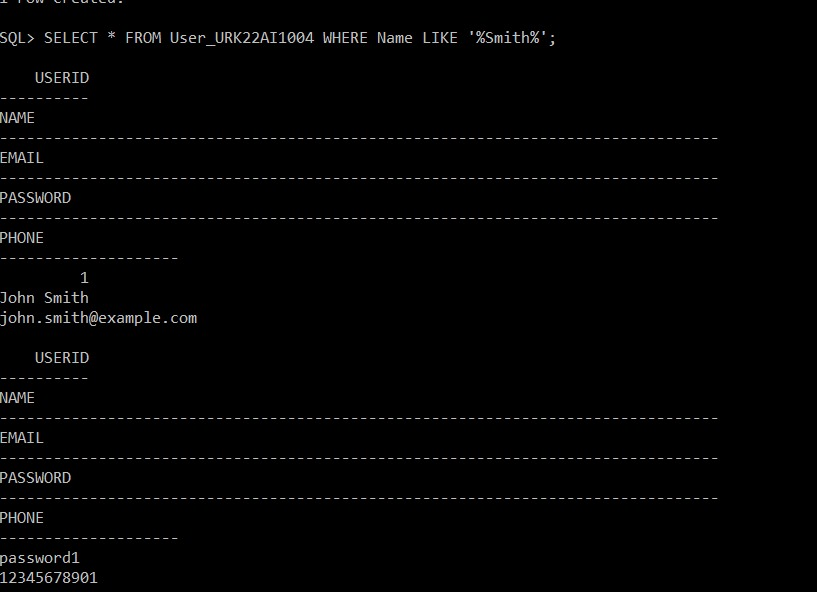 1 row created.
SQL> SELECT * FROM User_URK22AI1004 WHERE Name LIKE '%Smith%';
USERID
----------
NAME
--------------------------------------------------------------------------------
EMAIL
--------------------------------------------------------------------------------
PASSWORD
--------------------------------------------------------------------------------
PHONE
--------------------
1
John Smith
john.smith@example.com
USERID
----------
NAME
--------------------------------------------------------------------------------
EMAIL
--------------------------------------------------------------------------------
PASSWORD
--------------------------------------------------------------------------------
PHONE
--------------------
password1
12345678901